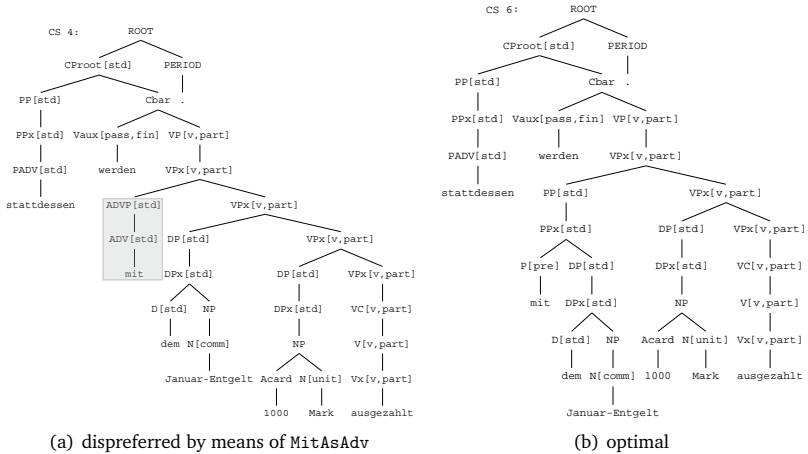 CS 4: ROOT
CProot[std] PERIOD
PP[std] Cbar .
PPx[std] Vaux[pass,fin] VP[v,part]
PADV[std] werden VPx[v,part]
stattdessen ADVP[std] VPx[v,part]
ADV[std] DP[std] VPx[v,part]
mit DPx[std] DP[std] VPx[v,part]
D[std] NP DPx[std] VC[v,part]
dem N[comm] NP V[v,part]
Januar-Entgelt Acard N[unit] Vx[v,part]
1000 Mark ausgezahlt
(a) dispreferred by means of MitAsAdv
CS 6: ROOT
CProot[std] PERIOD
PP[std] Cbar .
PPx[std] Vaux[pass,fin] VP[v,part]
PADV[std] werden VPx[v,part]
stattdessen PP[std] VPx[v,part]
PPx[std] DP[std] VPx[v,part]
P[pre] DP[std] DPx[std] VC[v,part]
mit DPx[std] NP V[v,part]
D[std] NP Acard N[unit] Vx[v,part]
dem N[comm] 1000 Mark ausgezahlt
Januar-Entgelt
(b) optimal